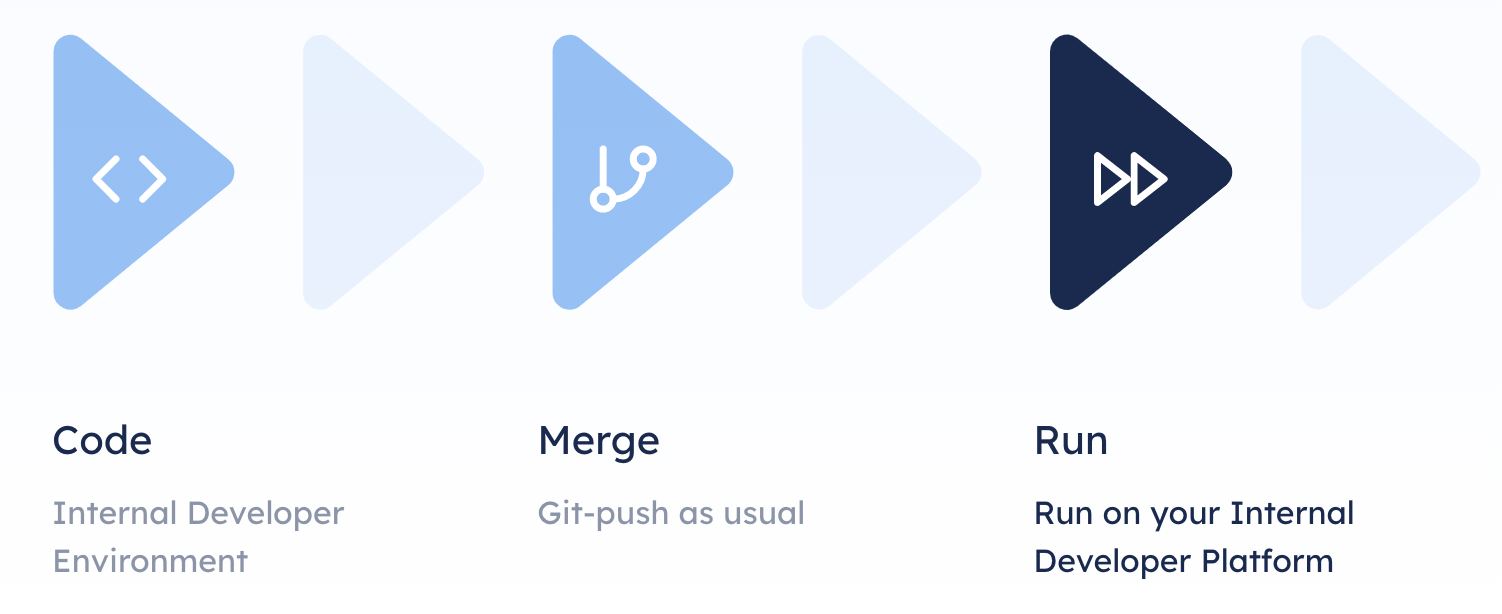 Code
Internal Developer
Environment
Merge
Git-push as usual
Run
Run on your Internal
Developer Platform